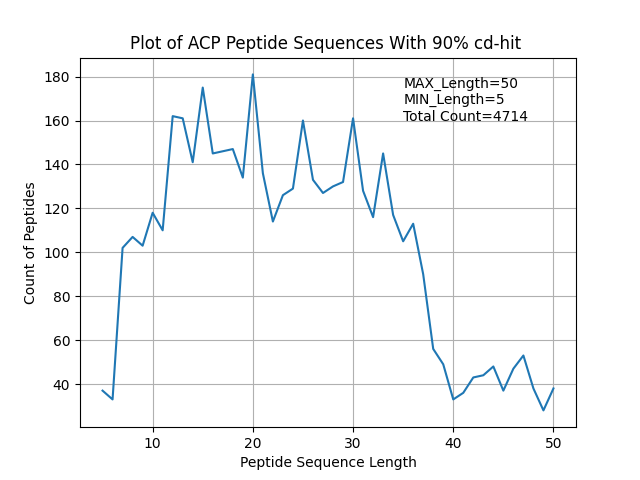 Plot of ACP Peptide Sequences With 90% cd-hit
MAX_Length=50
MIN_Length=5
Total Count=4714
180
160
140
120
100
80
60
40
Count of Peptides
10 20 30 40 50
Peptide Sequence Length